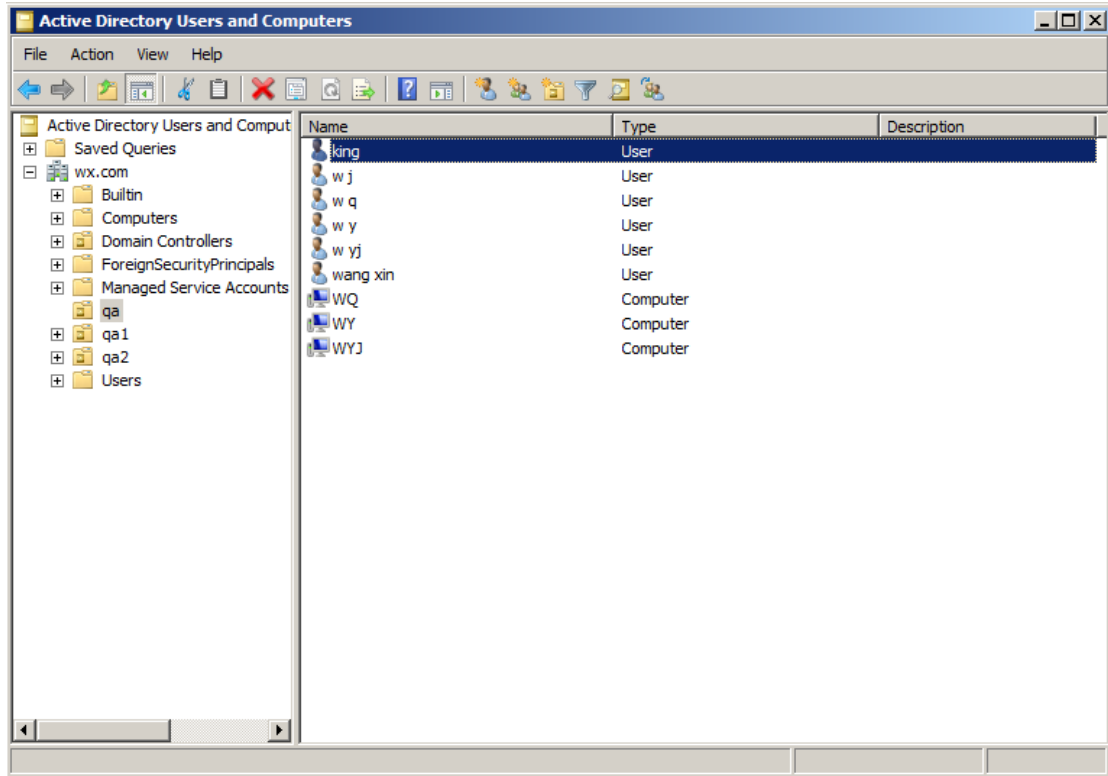 Active Directory Users and Computers
File Action View Help
Active Directory Users and Comput
Saved Queries
wx.com
Builtin
Computers
Domain Controllers
ForeignSecurityPrincipals
Managed Service Accounts
qa
qa1
qa2
Users
Name Type Description
king User
w j User
w q User
w y User
w yj User
wang xin User
WQ Computer
WY Computer
WYJ Computer